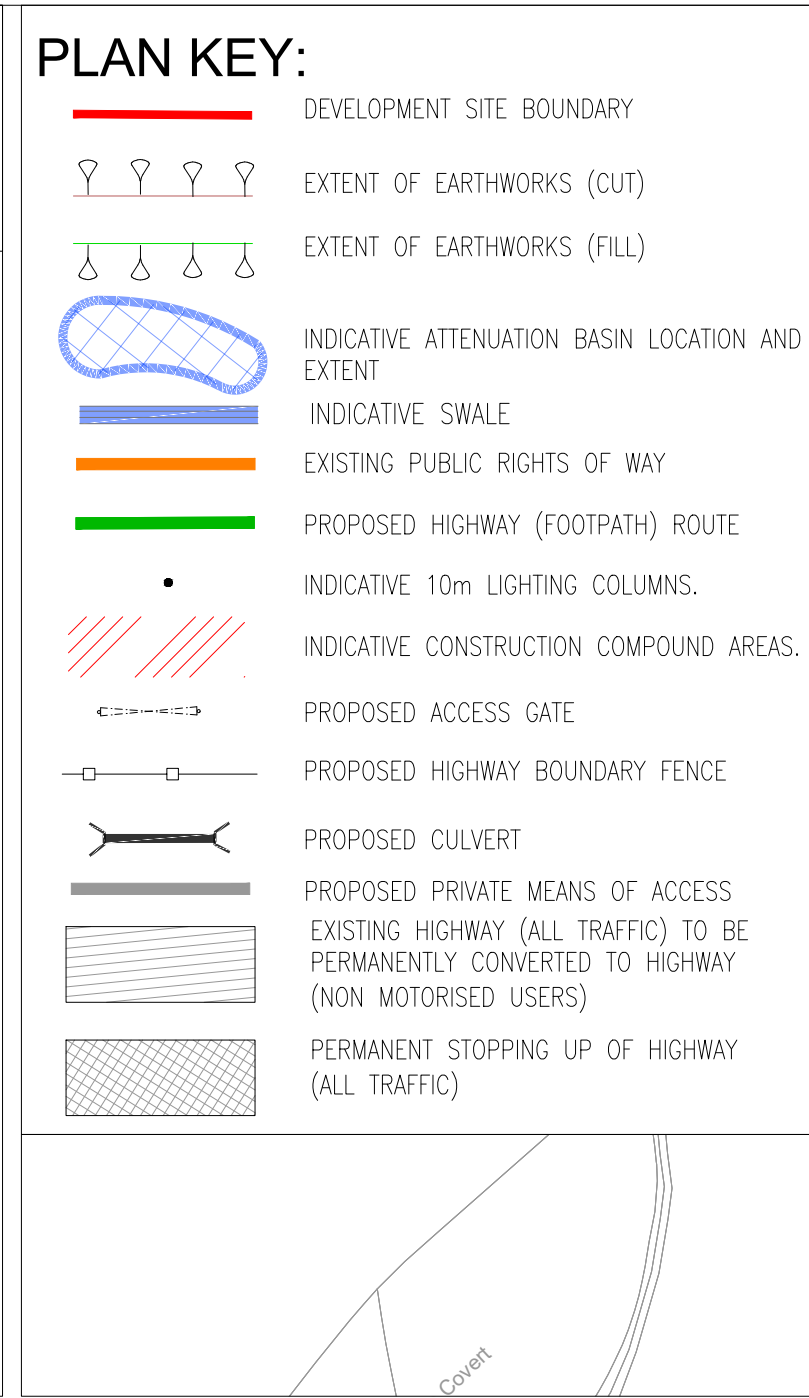 PLAN KEY:
DEVELOPMENT SITE BOUNDARY
EXTENT OF EARTHWORKS (CUT)
EXTENT OF EARTHWORKS (FILL)
INDICATIVE ATTENUATION BASIN LOCATION AND
EXTENT
INDICATIVE SWALE
EXISTING PUBLIC RIGHTS OF WAY
PROPOSED HIGHWAY (FOOTPATH) ROUTE
INDICATIVE 10m LIGHTING COLUMNS.
INDICATIVE CONSTRUCTION COMPOUND AREAS.
PROPOSED ACCESS GATE
PROPOSED HIGHWAY BOUNDARY FENCE
PROPOSED CULVERT
PROPOSED PRIVATE MEANS OF ACCESS
EXISTING HIGHWAY (ALL TRAFFIC) TO BE
PERMANENTLY CONVERTED TO HIGHWAY
(NON MOTORISED USERS)
PERMANENT STOPPING UP OF HIGHWAY
(ALL TRAFFIC)
Covert